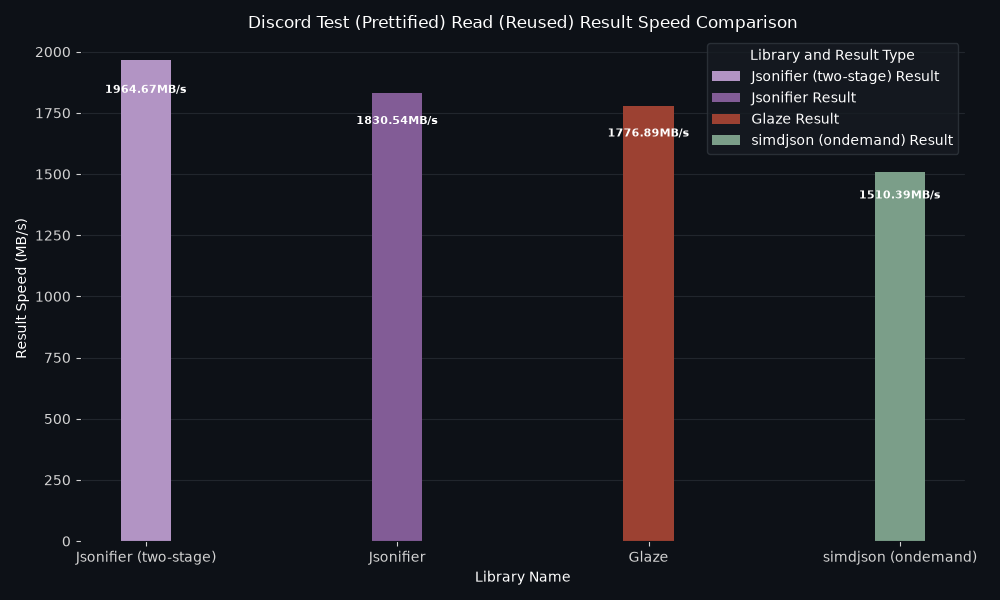 Discord Test (Prettified) Read (Reused) Result Speed Comparison
Library and Result Type
Jsonifier (two-stage) Result
Jsonifier Result
Glaze Result
simdjson (ondemand) Result
Result Speed (MB/s)
2000
1750
1500
1250
1000
750
500
250
0
1964.67MB/s
1830.54MB/s
1776.89MB/s
1510.39MB/s
Jsonifier (two-stage)
Jsonifier
Glaze
simdjson (ondemand)
Library Name